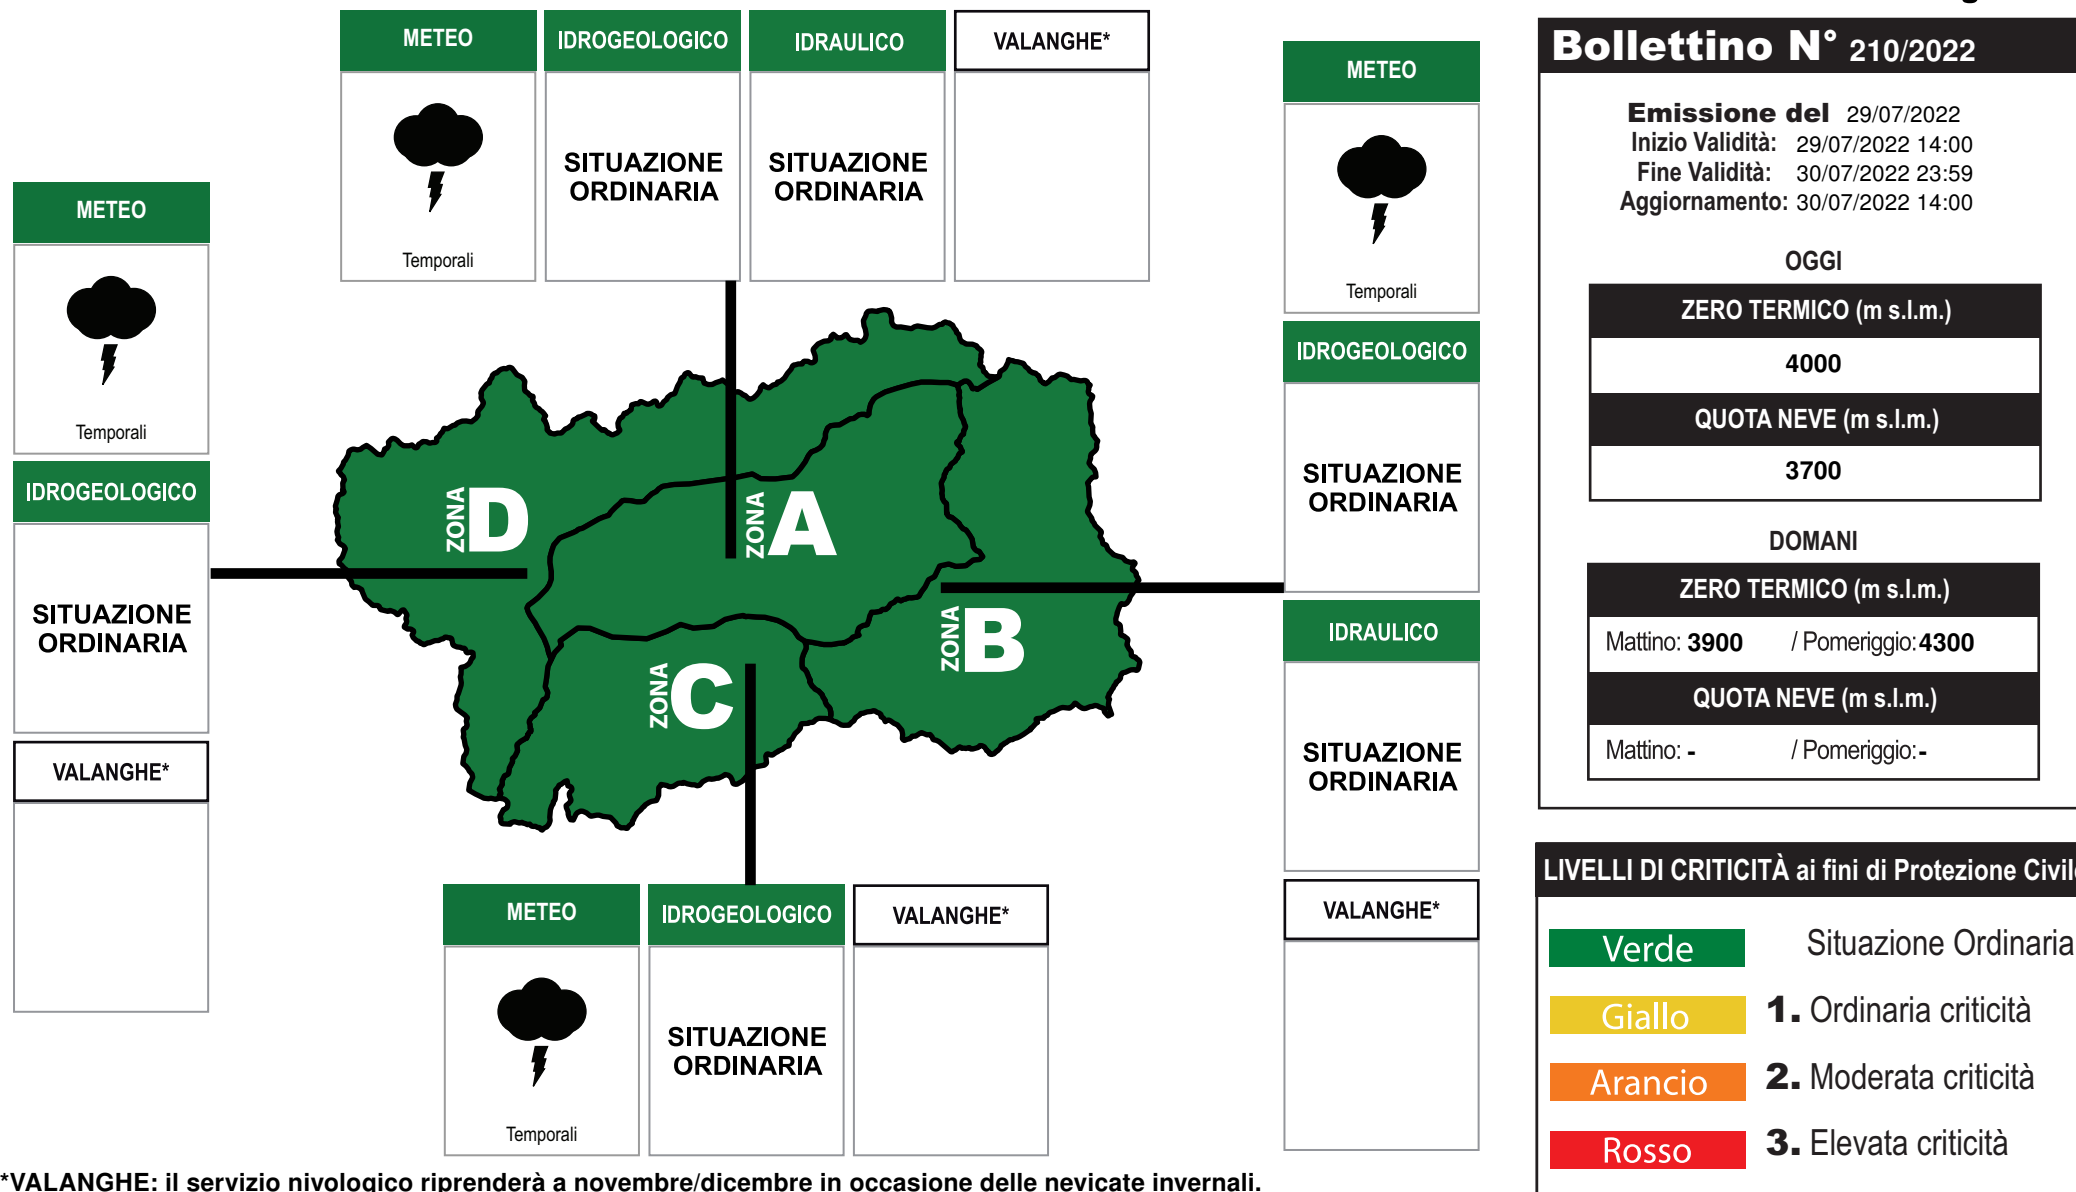 METEO IDROGEOLOGICO IDRAULICO VALANGHE*
SITUAZIONE ORDINARIA
SITUAZIONE ORDINARIA
Temporali
METEO
Temporali
IDROGEOLOGICO
SITUAZIONE
ORDINARIA
VALANGHE*
METEO
Temporali
IDROGEOLOGICO
SITUAZIONE
ORDINARIA
IDRAULICO
SITUAZIONE
ORDINARIA
VALANGHE*
ZONA D
ZONA A
ZONA B
ZONA C
METEO IDROGEOLOGICO VALANGHE*
SITUAZIONE
ORDINARIA
Temporali
*VALANGHE: il servizio nivologico riprenderà a novembre/dicembre in occasione delle nevicate invernali.
Bollettino N° 210/2022
Emissione del 29/07/2022
Inizio Validità: 29/07/2022 14:00
Fine Validità: 30/07/2022 23:59
Aggiornamento: 30/07/2022 14:00
OGGI
ZERO TERMICO (m s.l.m.)
4000
QUOTA NEVE (m s.l.m.)
3700
DOMANI
ZERO TERMICO (m s.l.m.)
Mattino: 3900 / Pomeriggio: 4300
QUOTA NEVE (m s.l.m.)
Mattino: - / Pomeriggio: -
LIVELLI DI CRITICITÀ ai fini di Protezione Civile
Verde Situazione Ordinaria
Giallo 1. Ordinaria criticità
Arancio 2. Moderata criticità
Rosso 3. Elevata criticità